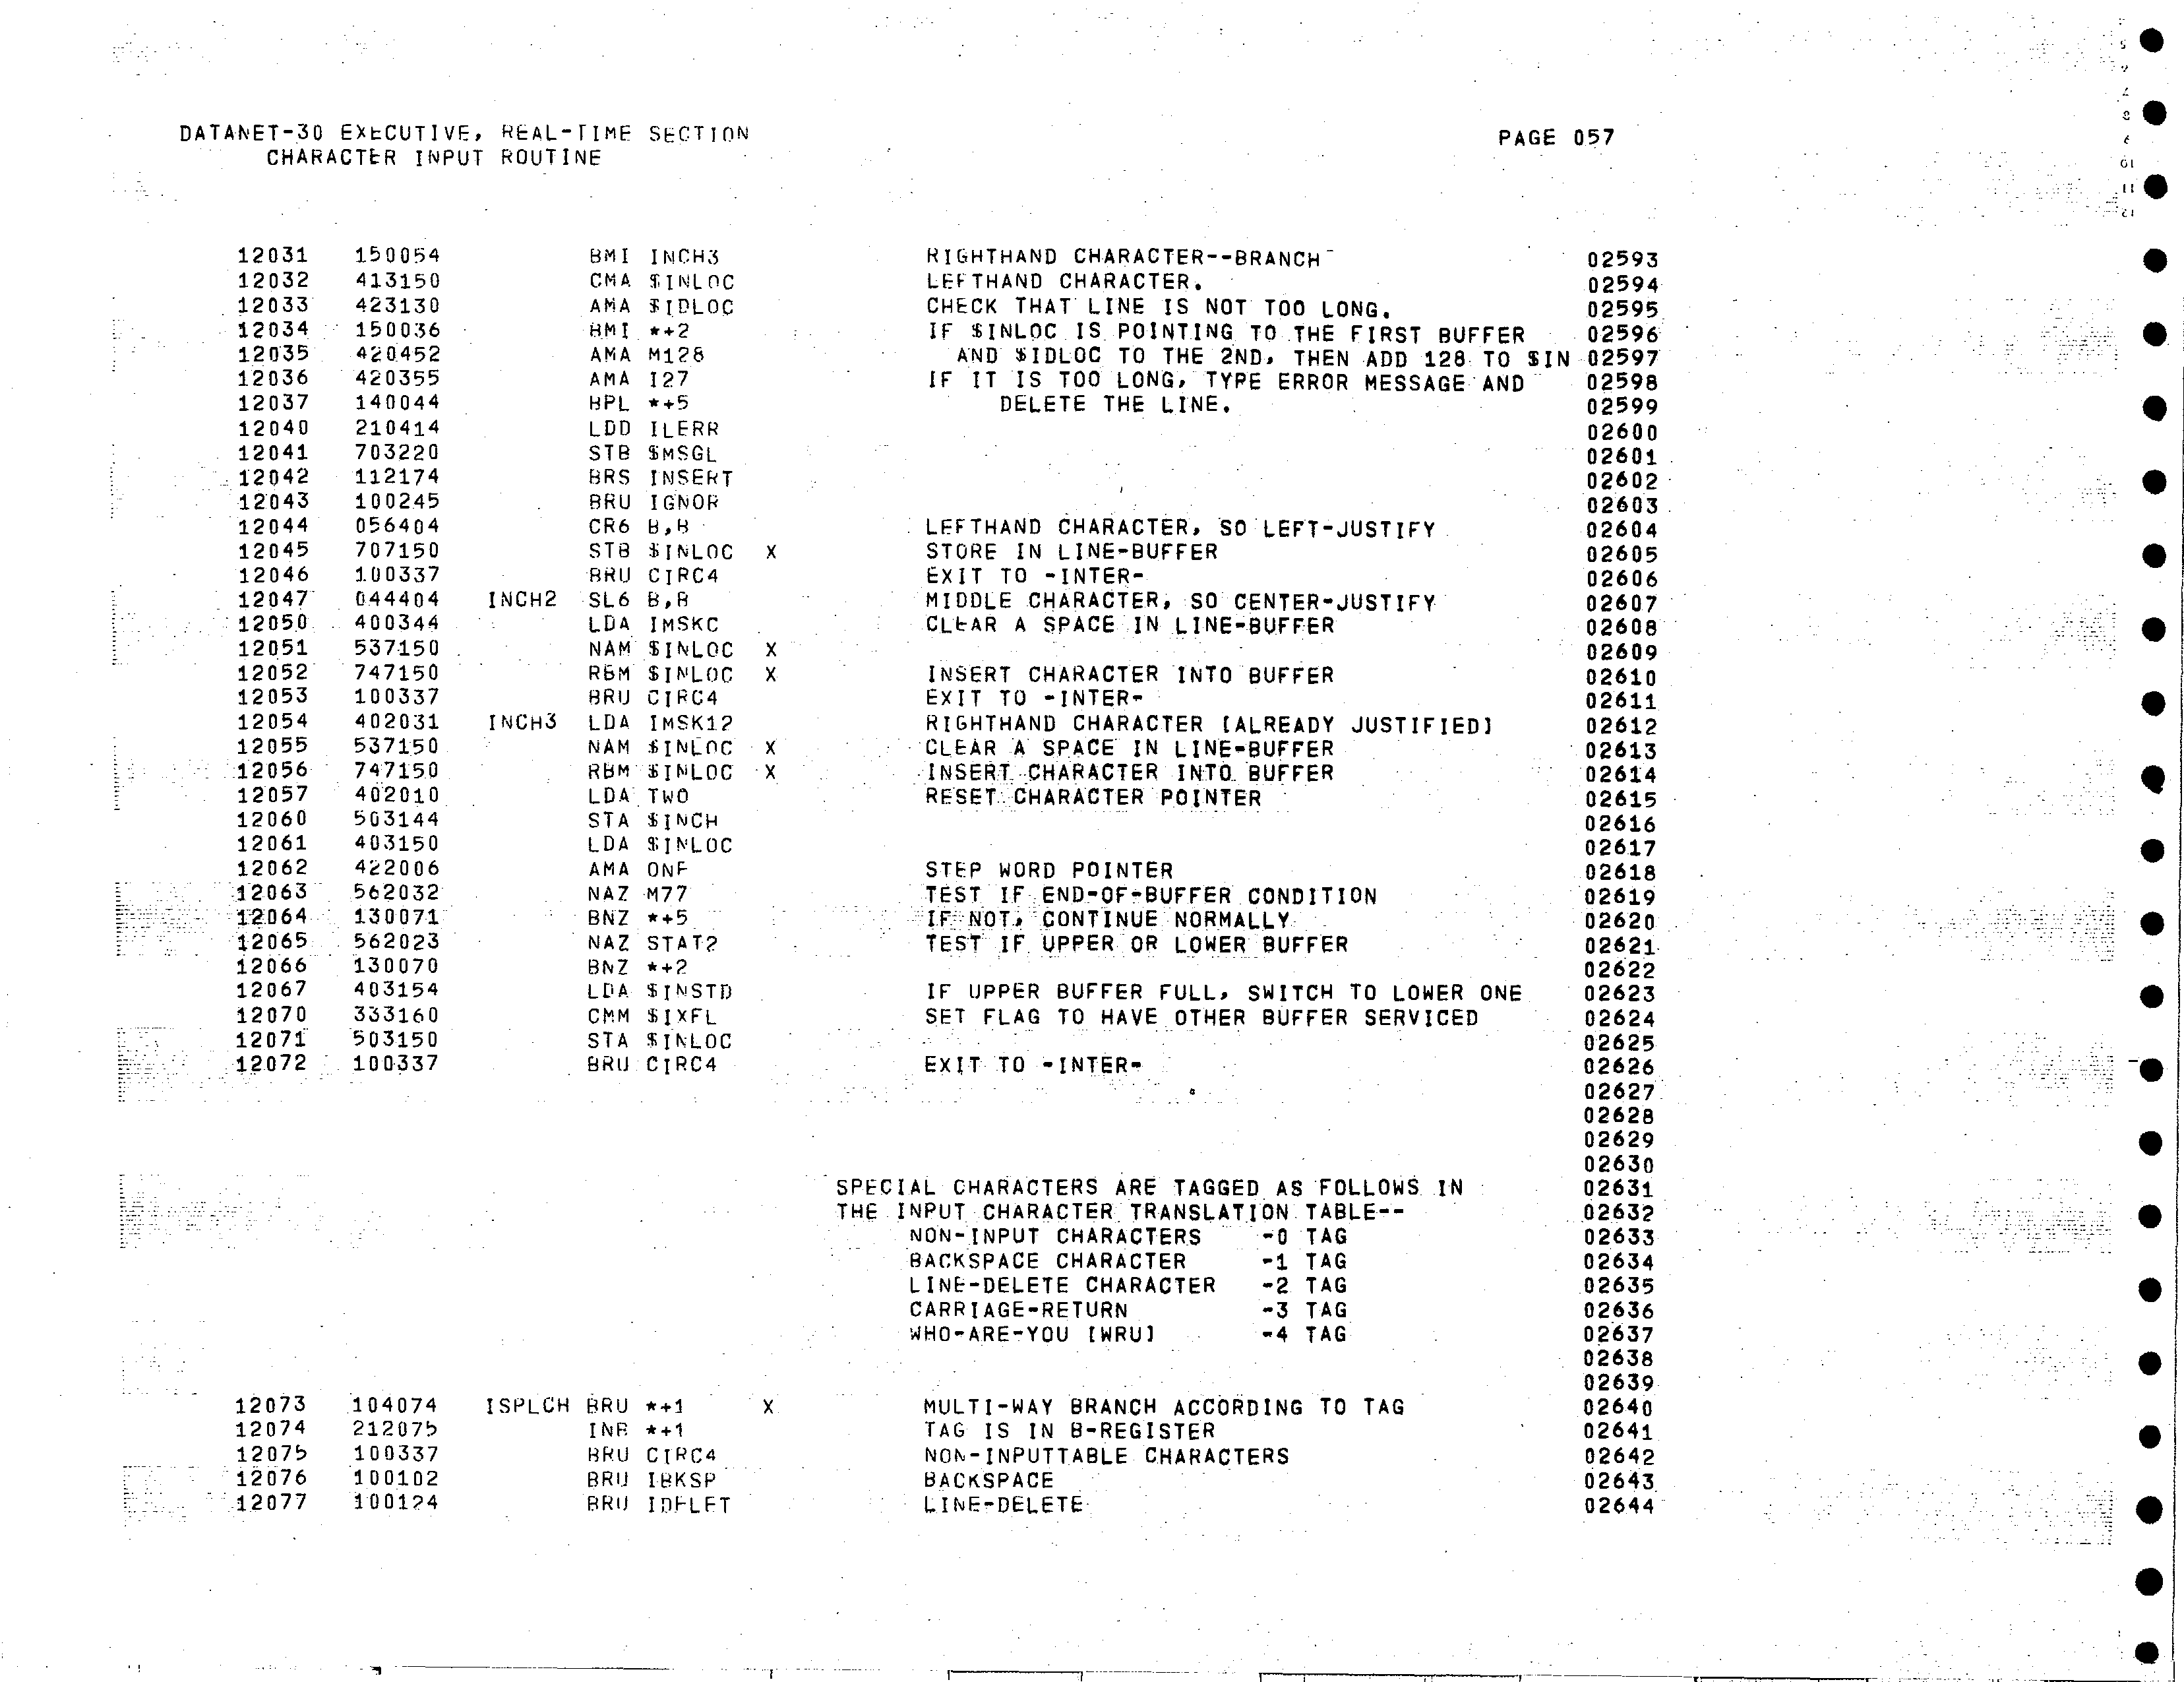 DATANET-30 EXECUTIVE, REAL-TIME SECTION PAGE 057
CHARACTER INPUT ROUTINE
12031 150054 BMI INCH3 RIGHTHAND CHARACTER--BRANCH 02593
12032 413150 CMA $INLOC LEFTHAND CHARACTER. 02594
12033 423130 AMA $IDLOC CHECK THAT LINE IS NOT TOO LONG. 02595
12034 150036 BMI *+2 IF $INLOC IS POINTING TO THE FIRST BUFFER 02596
12035 420452 AMA M128 AND $IDLOC TO THE 2ND, THEN ADD 128 TO $IN 02597
12036 420355 AMA I27 IF IT IS TOO LONG, TYPE ERROR MESSAGE AND 02598
12037 140044 BPL *+5 DELETE THE LINE. 02599
12040 210414 LDD ILERR 02600
12041 703220 STB $MSGL 02601
12042 112174 BRS INSERT 02602
12043 100245 BRU IGNOR 02603
12044 056404 CR6 B,B LEFTHAND CHARACTER, SO LEFT-JUSTIFY 02604
12045 707150 STB $INLOC X STORE IN LINE-BUFFER 02605
12046 100337 BRU CIRC4 EXIT TO -INTER- 02606
12047 044404 INCH2 SL6 B,B MIDDLE CHARACTER, SO CENTER-JUSTIFY 02607
12050 400344 LDA IMSKC CLEAR A SPACE IN LINE-BUFFER 02608
12051 537150 NAM $INLOC X 02609
12052 747150 RBM $INLOC X INSERT CHARACTER INTO BUFFER 02610
12053 100337 BRU CIRC4 EXIT TO -INTER- 02611
12054 402031 INCH3 LDA IMSK12 RIGHTHAND CHARACTER [ALREADY JUSTIFIED] 02612
12055 537150 NAM $INLOC X CLEAR A SPACE IN LINE-BUFFER 02613
12056 747150 RBM $INLOC X INSERT CHARACTER INTO BUFFER 02614
12057 402010 LDA TWO RESET CHARACTER POINTER 02615
12060 503144 STA $INCH 02616
12061 403150 LDA $INLOC 02617
12062 422006 AMA ONE STEP WORD POINTER 02618
12063 562032 NAZ M77 TEST IF END-OF-BUFFER CONDITION 02619
12064 130071 BNZ *+5 IF NOT, CONTINUE NORMALLY 02620
12065 562023 NAZ STAT2 TEST IF UPPER OR LOWER BUFFER 02621
12066 130070 BNZ *+2 02622
12067 403154 LDA $INSTD IF UPPER BUFFER FULL, SWITCH TO LOWER ONE 02623
12070 333160 CMM $IXFL SET FLAG TO HAVE OTHER BUFFER SERVICED 02624
12071 503150 STA $INLOC 02625
12072 100337 BRU CIRC4 EXIT TO -INTER- 02626
02627
02628
02629
02630
SPECIAL CHARACTERS ARE TAGGED AS FOLLOWS IN 02631
THE INPUT CHARACTER TRANSLATION TABLE-- 02632
NON-INPUT CHARACTERS -0 TAG 02633
BACKSPACE CHARACTER -1 TAG 02634
LINE-DELETE CHARACTER -2 TAG 02635
CARRIAGE-RETURN -3 TAG 02636
WHO-ARE-YOU [WRU] -4 TAG 02637
02638
02639
12073 104074 ISPLCH BRU *+1 X MULTI-WAY BRANCH ACCORDING TO TAG 02640
12074 212075 INB *+1 TAG IS IN B-REGISTER 02641
12075 100337 BRU CIRC4 NON-INPUTTABLE CHARACTERS 02642
12076 100102 BRU IBKSP BACKSPACE 02643
12077 100124 BRU IDELET LINE-DELETE 02644